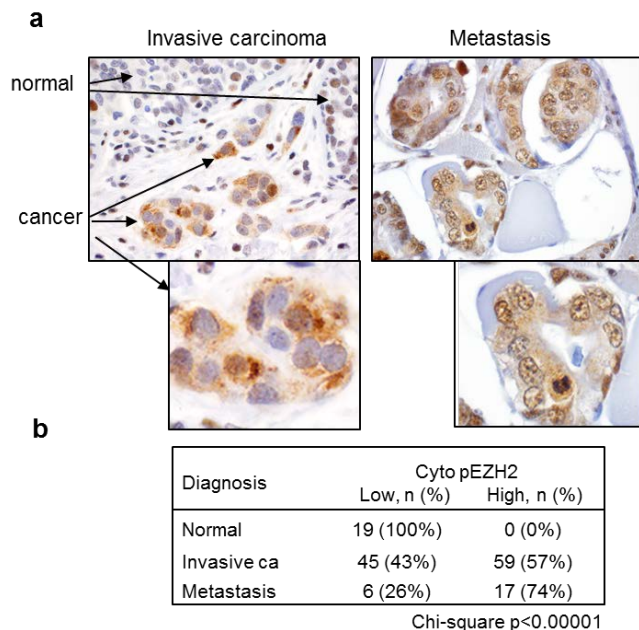 a
Invasive carcinoma
Metastasis
normal
cancer
b
Diagnosis
Cyto pEZH2
Low, n (%) High, n (%)
Normal 19 (100%) 0 (0%)
Invasive ca 45 (43%) 59 (57%)
Metastasis 6 (26%) 17 (74%)
Chi-square p<0.00001